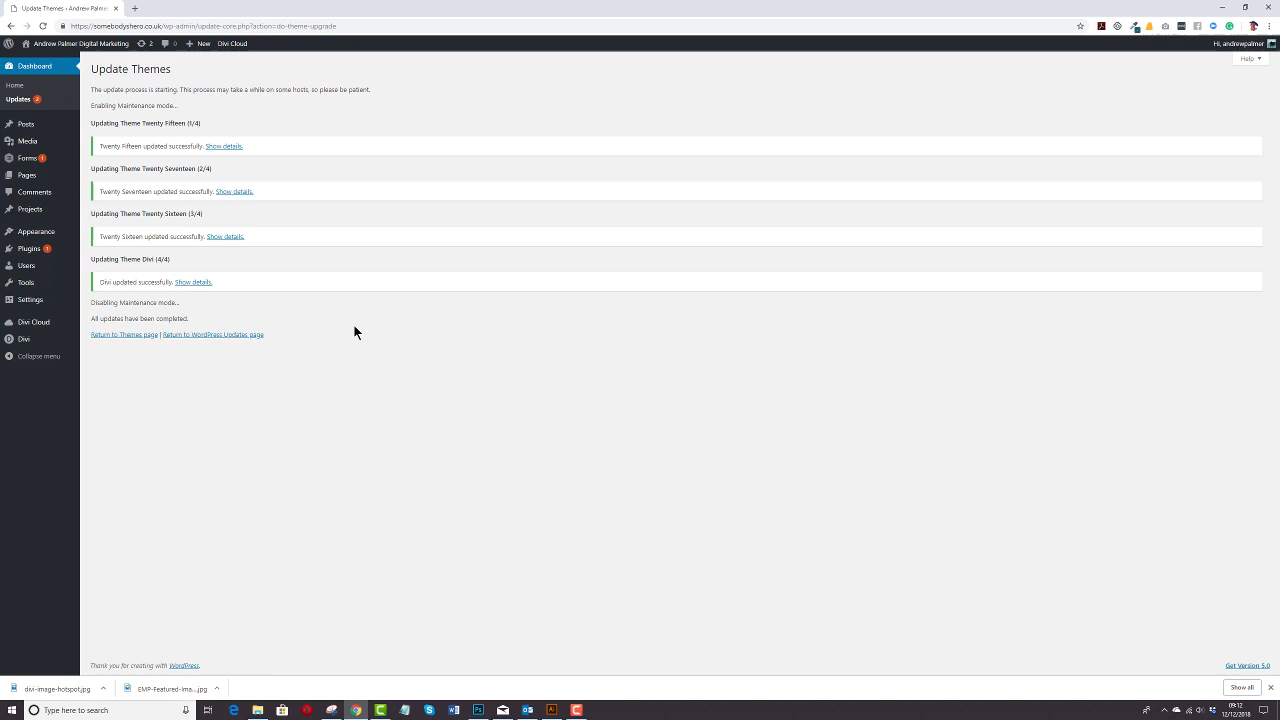 Update Themes ‹ Andrew Palmer
https://somebodyshero.co.uk/wp-admin/update-core.php?action=do-theme-upgrade
Andrew Palmer Digital Marketing 2 0 New Divi Cloud Hi, andrewpalmer
Dashboard
Home
Updates
Posts
Media
Forms 1
Pages
Comments
Projects
Appearance
Plugins 1
Users
Tools
Settings
Divi Cloud
Divi
Collapse menu
Help
Update Themes
The update process is starting. This process may take a while on some hosts, so please be patient.
Enabling Maintenance mode...
Updating Theme Twenty Fifteen (1/4)
Twenty Fifteen updated successfully. Show details.
Updating Theme Twenty Seventeen (2/4)
Twenty Seventeen updated successfully. Show details.
Updating Theme Twenty Sixteen (3/4)
Twenty Sixteen updated successfully. Show details.
Updating Theme Divi (4/4)
Divi updated successfully. Show details.
Disabling Maintenance mode...
All updates have been completed.
Return to Themes page | Return to WordPress Updates page
Thank you for creating with WordPress.
Get Version 5.0
divi-image-hotspot.jpg
EMP-Featured-Ima....jpg
Show all
Type here to search
09:12
12/12/2018